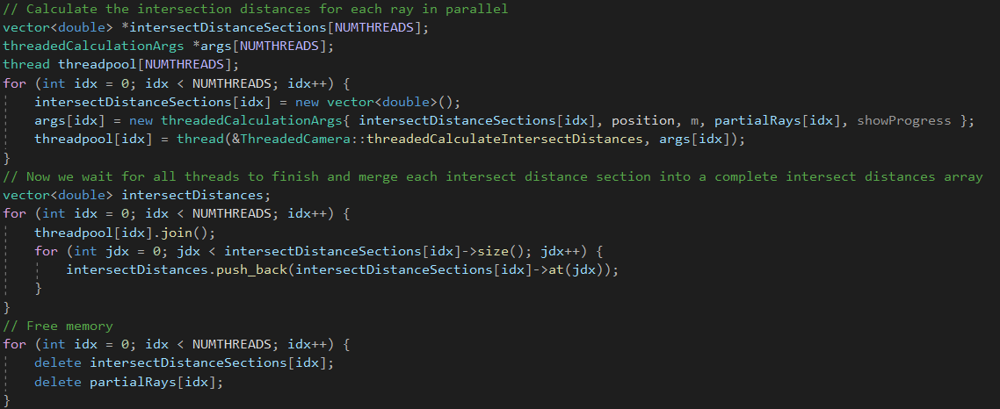 // Calculate the intersection distances for each ray in parallel
vector<double> *intersectDistanceSections[NUMTHREADS];
threadedCalculationArgs *args[NUMTHREADS];
thread threadpool[NUMTHREADS];
for (int idx = 0; idx < NUMTHREADS; idx++) {
    intersectDistanceSections[idx] = new vector<double>();
    args[idx] = new threadedCalculationArgs{ intersectDistanceSections[idx], position, m, partialRays[idx], showProgress };
    threadpool[idx] = thread(&ThreadedCamera::threadedCalculateIntersectDistances, args[idx]);
}
// Now we wait for all threads to finish and merge each intersect distance section into a complete intersect distances array
vector<double> intersectDistances;
for (int idx = 0; idx < NUMTHREADS; idx++) {
    threadpool[idx].join();
    for (int jdx = 0; jdx < intersectDistanceSections[idx]->size(); jdx++) {
        intersectDistances.push_back(intersectDistanceSections[idx]->at(jdx));
    }
}
// Free memory
for (int idx = 0; idx < NUMTHREADS; idx++) {
    delete intersectDistanceSections[idx];
    delete partialRays[idx];
}